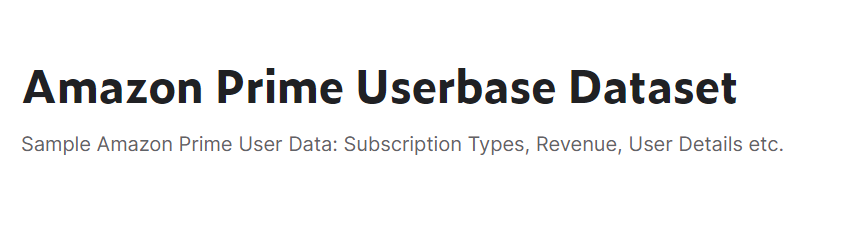 Amazon Prime Userbase Dataset
Sample Amazon Prime User Data: Subscription Types, Revenue, User Details etc.